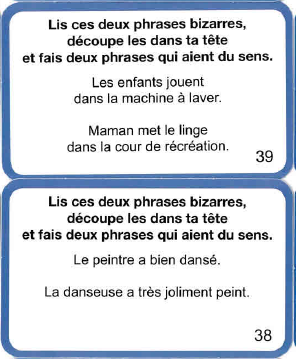 Lis ces deux phrases bizarres,
découpe les dans ta tête
et fais deux phrases qui aient du sens.
Les enfants jouent
dans la machine à laver.
Maman met le linge
dans la cour de récréation.
39
Lis ces deux phrases bizarres,
découpe les dans ta tête
et fais deux phrases qui aient du sens.
Le peintre a bien dansé.
La danseuse a très joliment peint.
38